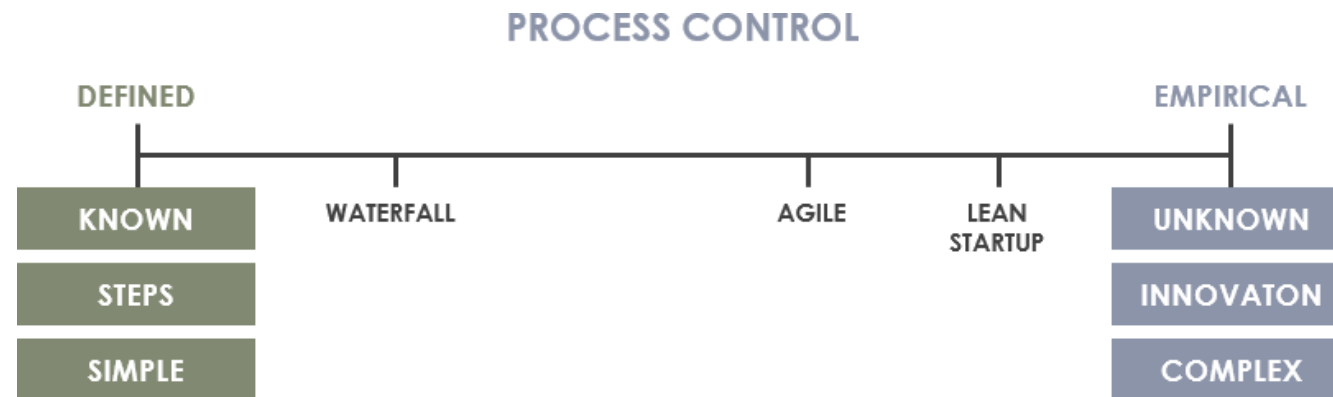 PROCESS CONTROL
DEFINED
EMPIRICAL
KNOWN
STEPS
SIMPLE
WATERFALL
AGILE
LEAN
STARTUP
UNKNOWN
INNOVATON
COMPLEX